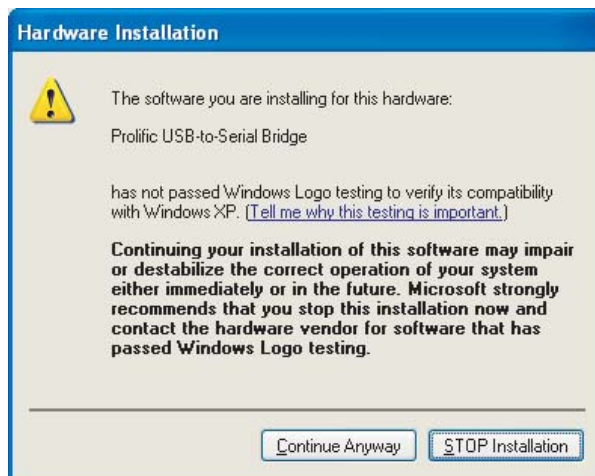 Hardware Installation
The software you are installing for this hardware:
Prolific USB-to-Serial Bridge
has not passed Windows Logo testing to verify its compatibility
with Windows XP. (Tell me why this testing is important.)
Continuing your installation of this software may impair
or destabilize the correct operation of your system
either immediately or in the future. Microsoft strongly
recommends that you stop this installation now and
contact the hardware vendor for software that has
passed Windows Logo testing.
Continue Anyway
STOP Installation